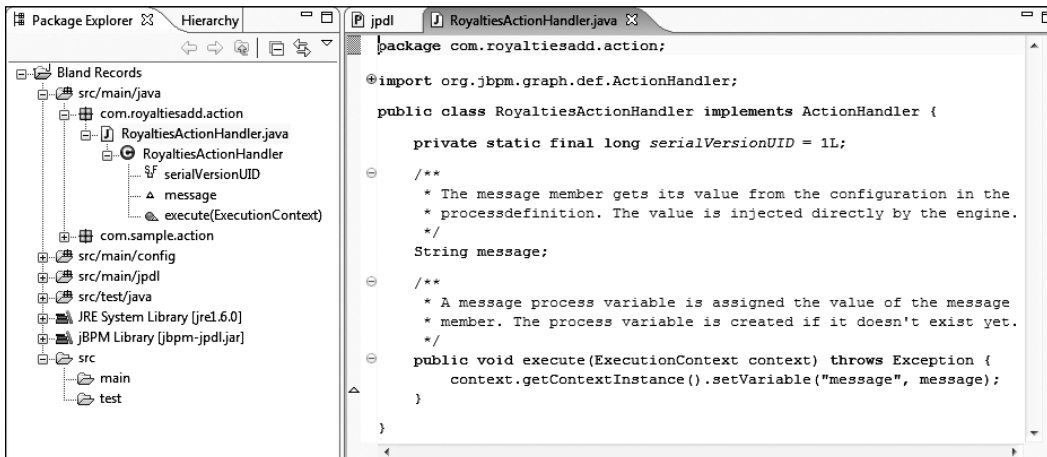 Package Explorer
Hierarchy
Bland Records
src/main/java
com.royaltiesadd.action
RoyaltiesActionHandler.java
RoyaltiesActionHandler
serialVersionUID
message
execute(ExecutionContext)
com.sample.action
src/main/config
src/main/jpdl
src/test/java
JRE System Library [jre1.6.0]
jBPM Library [jbpm-jpdl.jar]
src
main
test
jpdl
RoyaltiesActionHandler.java
package com.royaltiesadd.action;
import org.jbpm.graph.def.ActionHandler;
public class RoyaltiesActionHandler implements ActionHandler {
private static final long serialVersionUID = 1L;
/**
* The message member gets its value from the configuration in the
* processdefinition. The value is injected directly by the engine.
*/
String message;
/**
* A message process variable is assigned the value of the message
* member. The process variable is created if it doesn't exist yet.
*/
public void execute(ExecutionContext context) throws Exception {
context.getContextInstance().setVariable("message", message);
}
}